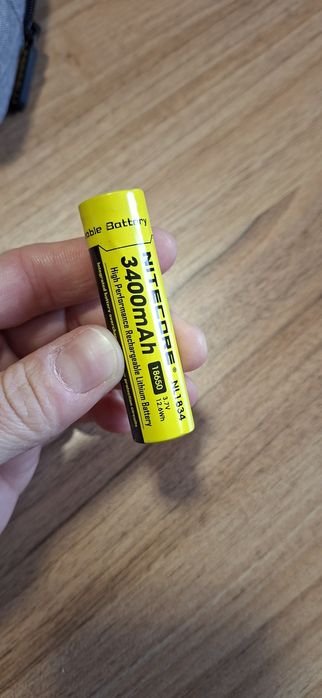 able Battery
NITECORE® NL1834
3400mAh 18650 3.7V 12.6Wh
High Performance Rechargeable Lithium Battery